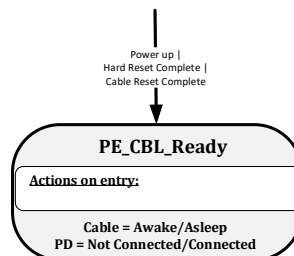 Power up |
Hard Reset Complete |
Cable Reset Complete
PE_CBL_Ready
Actions on entry:
Cable = Awake/Asleep
PD = Not Connected/Connected